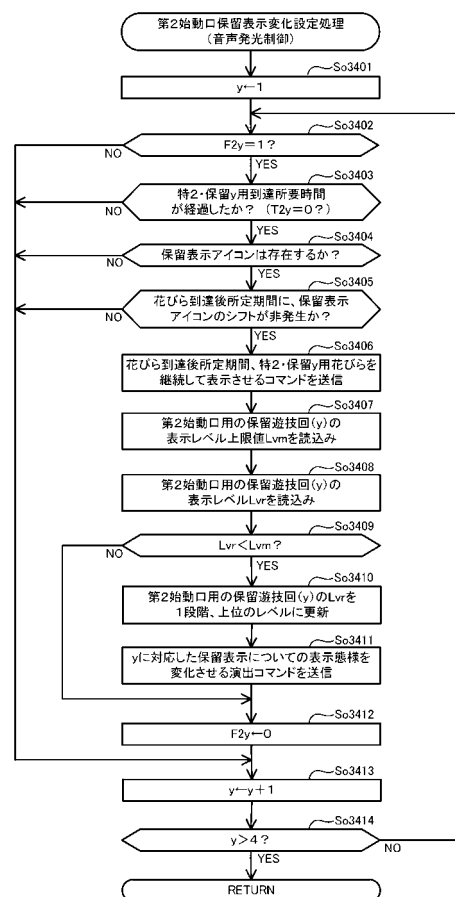 第2始動口保留表示変化設定処理
(音声発光制御)
So3401
y←1
So3402
F2y=1?
NO
YES
So3403
特2・保留y用到達所要時間
が経過したか? (T2y=0?)
NO
YES
So3404
保留表示アイコンは存在するか?
NO
YES
So3405
花びら到達後所定期間に、保留表示
アイコンのシフトが非発生か?
NO
YES
So3406
花びら到達後所定期間、特2・保留y用花びらを
継続して表示させるコマンドを送信
So3407
第2始動口用の保留遊技回(y)の
表示レベル上限値Lvmを読込み
So3408
第2始動口用の保留遊技回(y)の
表示レベルLvrを読込み
So3409
Lvr<Lvm?
NO
YES
So3410
第2始動口用の保留遊技回(y)のLvrを
1段階、上位のレベルに更新
So3411
yに対応した保留表示についての表示態様を
変化させる演出コマンドを送信
So3412
F2y←0
So3413
y←y+1
So3414
y>4?
NO
YES
RETURN